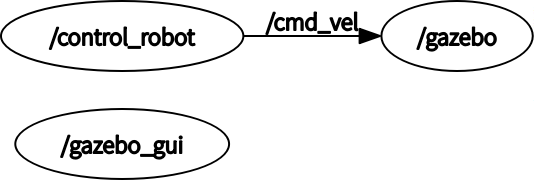 /control_robot
/cmd_vel
/gazebo
/gazebo_gui